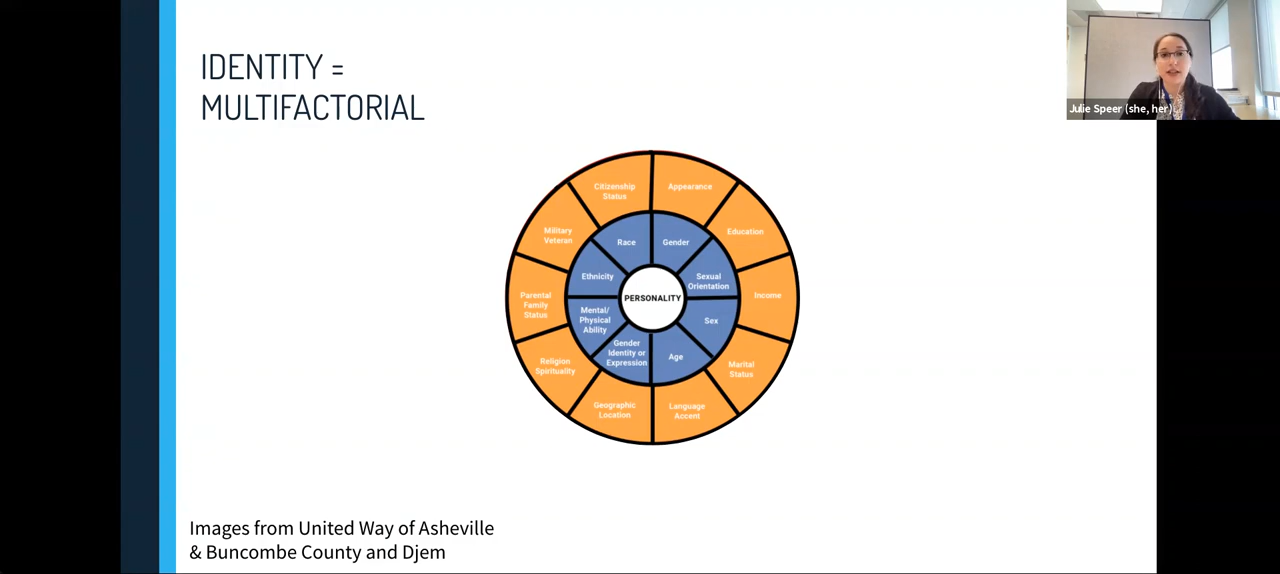 IDENTITY =
MULTIFACTORIAL
Julie Speer (she, her)
Citizenship
Status
Appearance
Military
Veteran
Education
Race
Gender
Ethnicity
Sexual
Orientation
PERSONALITY
Parental
Family
Status
Income
Mental/
Physical
Ability
Sex
Gender
Identity or
Expression
Age
Religion
Spirituality
Marital
Status
Geographic
Location
Language
Accent
Images from United Way of Asheville
& Buncombe County and Djem